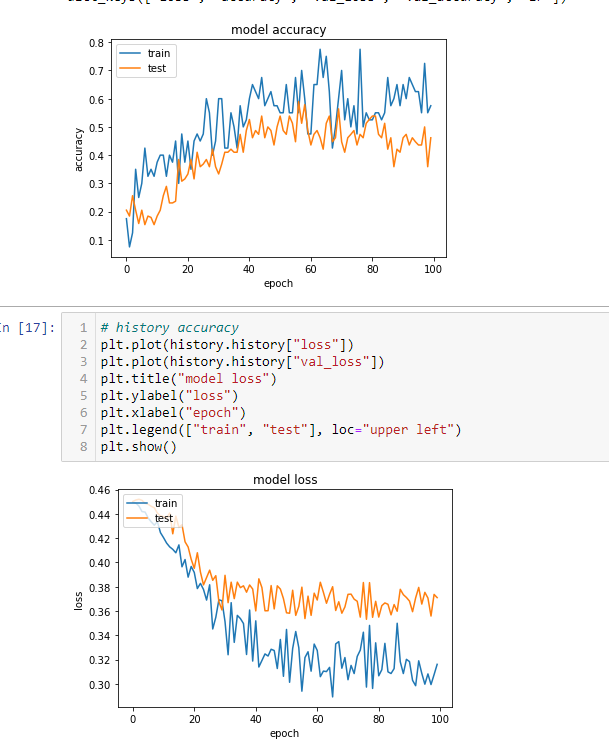 model accuracy
train
test
0.8
0.7
0.6
0.5
0.4
0.3
0.2
0.1
accuracy
0 20 40 60 80 100
epoch
n [17]:
1 # history accuracy
2 plt.plot(history.history["loss"])
3 plt.plot(history.history["val_loss"])
4 plt.title("model loss")
5 plt.ylabel("loss")
6 plt.xlabel("epoch")
7 plt.legend(["train", "test"], loc="upper left")
8 plt.show()
model loss
train
test
0.46
0.44
0.42
0.40
0.38
0.36
0.34
0.32
0.30
loss
0 20 40 60 80 100
epoch